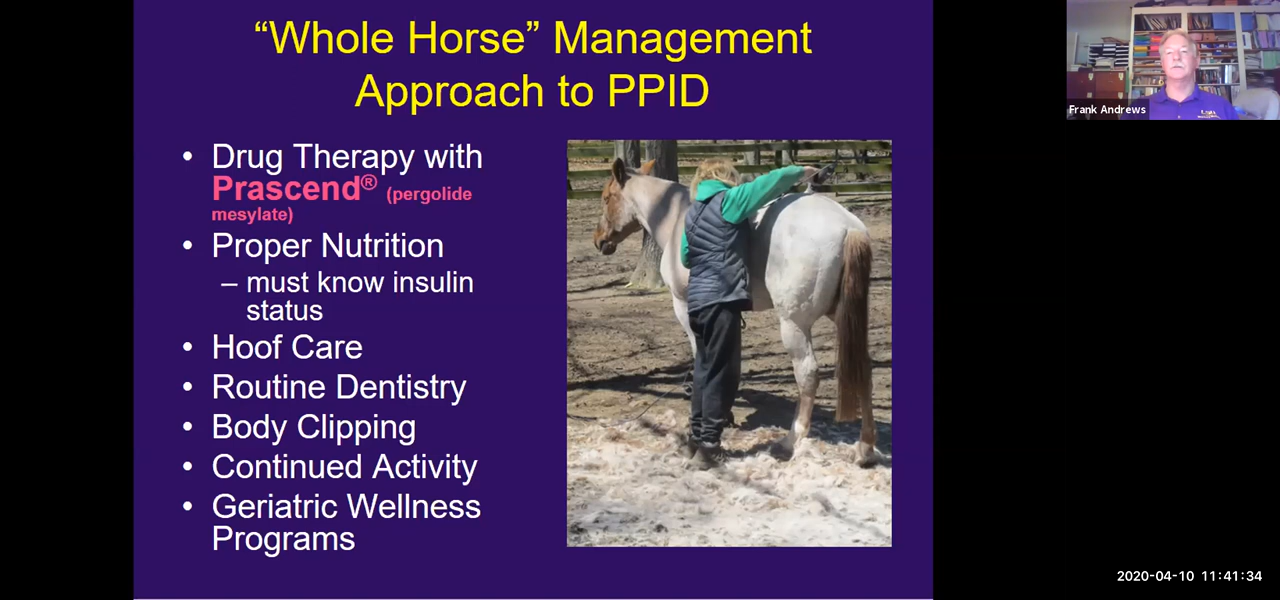 “Whole Horse” Management
Approach to PPID
• Drug Therapy with
Prascend® (pergolide
mesylate)
• Proper Nutrition
– must know insulin
status
• Hoof Care
• Routine Dentistry
• Body Clipping
• Continued Activity
• Geriatric Wellness
Programs
Frank Andrews
2020-04-10 11:41:34